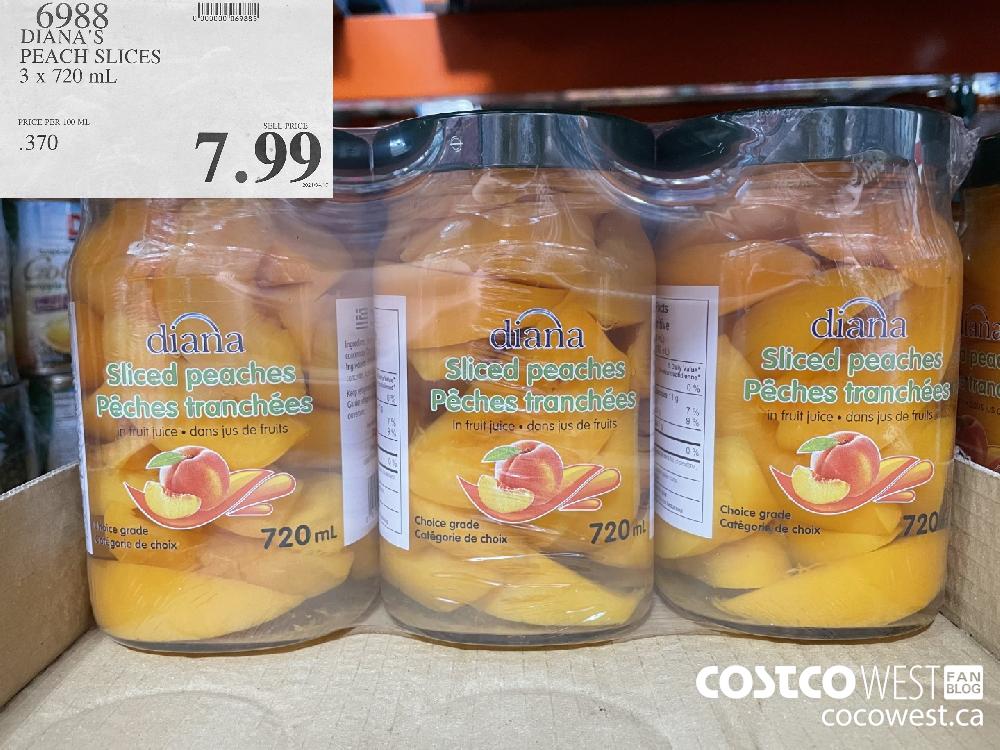 6988
DIANA'S
PEACH SLICES
3 x 720 mL
PRICE PER 100 ML
.370
SELL PRICE
7.99
diana
Sliced peaches
Pêches tranchées
in fruit juice • dans jus de fruits
Choice grade
Catégorie de choix
720 mL
diana
Sliced peaches
Pêches tranchées
in fruit juice • dans jus de fruits
Choice grade
Catégorie de choix
720 mL
diana
Sliced peaches
Pêches tranchées
in fruit juice • dans jus de fruits
Choice grade
Catégorie de choix
720
COSTCO WEST FAN BLOG
cocowest.ca